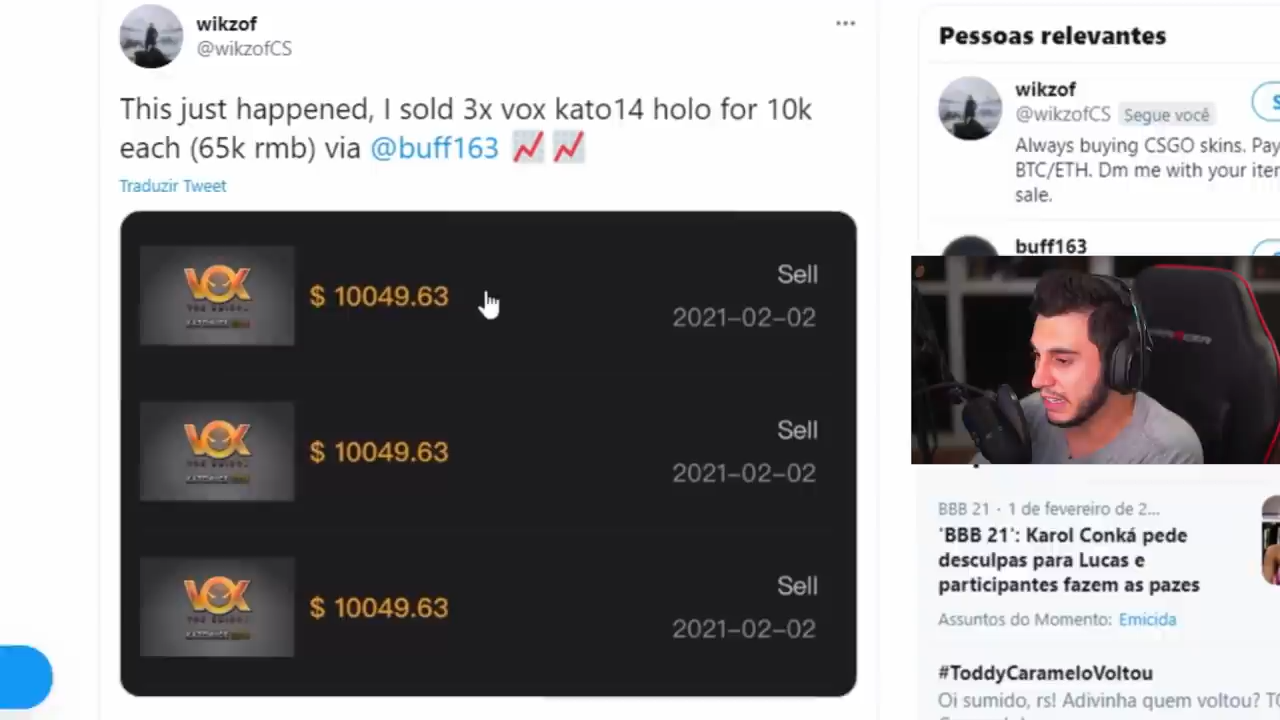 wikzof
@wikzofCS
This just happened, I sold 3x vox kato14 holo for 10k
each (65k rmb) via @buff163
Traduzir Tweet
VOX
$ 10049.63
Sell
2021-02-02
VOX
$ 10049.63
Sell
2021-02-02
VOX
$ 10049.63
Sell
2021-02-02
Pessoas relevantes
wikzof
@wikzofCS Segue você
Always buying CSGO skins. Pay
BTC/ETH. Dm me with your iter
sale.
buff163
BBB 21 · 1 de fevereiro de 2...
'BBB 21': Karol Conká pede
desculpas para Lucas e
participantes fazem as pazes
Assuntos do Momento: Emicida
#ToddyCarameloVoltou
Oi sumido, rs! Adivinha quem voltou?